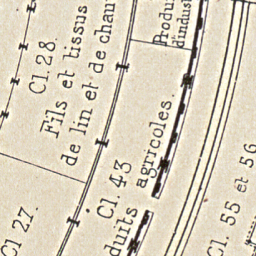 Cl. 28.
Fils et tissus
de lin et de chan
Produ
d'indust
Cl. 43
duits agricoles.
Cl 27.
Cl. 55 et 56